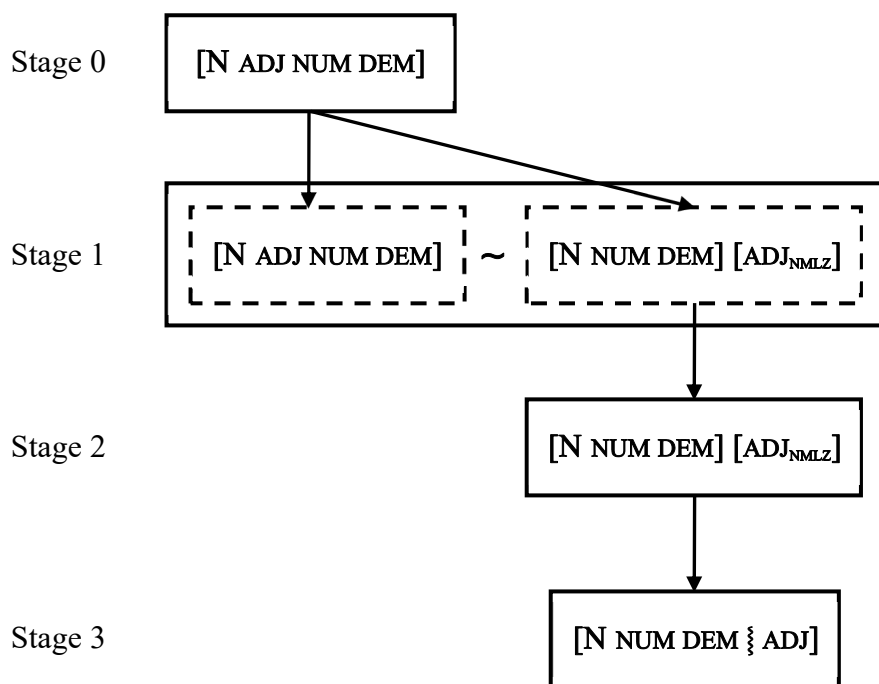 Stage 0 [N ADJ NUM DEM]
Stage 1 [N ADJ NUM DEM] ~ [N NUM DEM] [ADJNMLZ]
Stage 2 [N NUM DEM] [ADJNMLZ]
Stage 3 [N NUM DEM ⸾ ADJ]